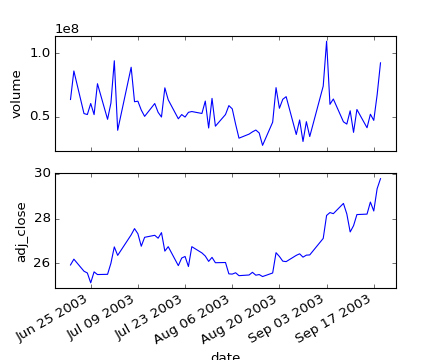 1e8
1.0
0.5
volume
30
28
26
adj_close
Jun 25 2003
Jul 09 2003
Jul 23 2003
Aug 06 2003
Aug 20 2003
Sep 03 2003
Sep 17 2003
date